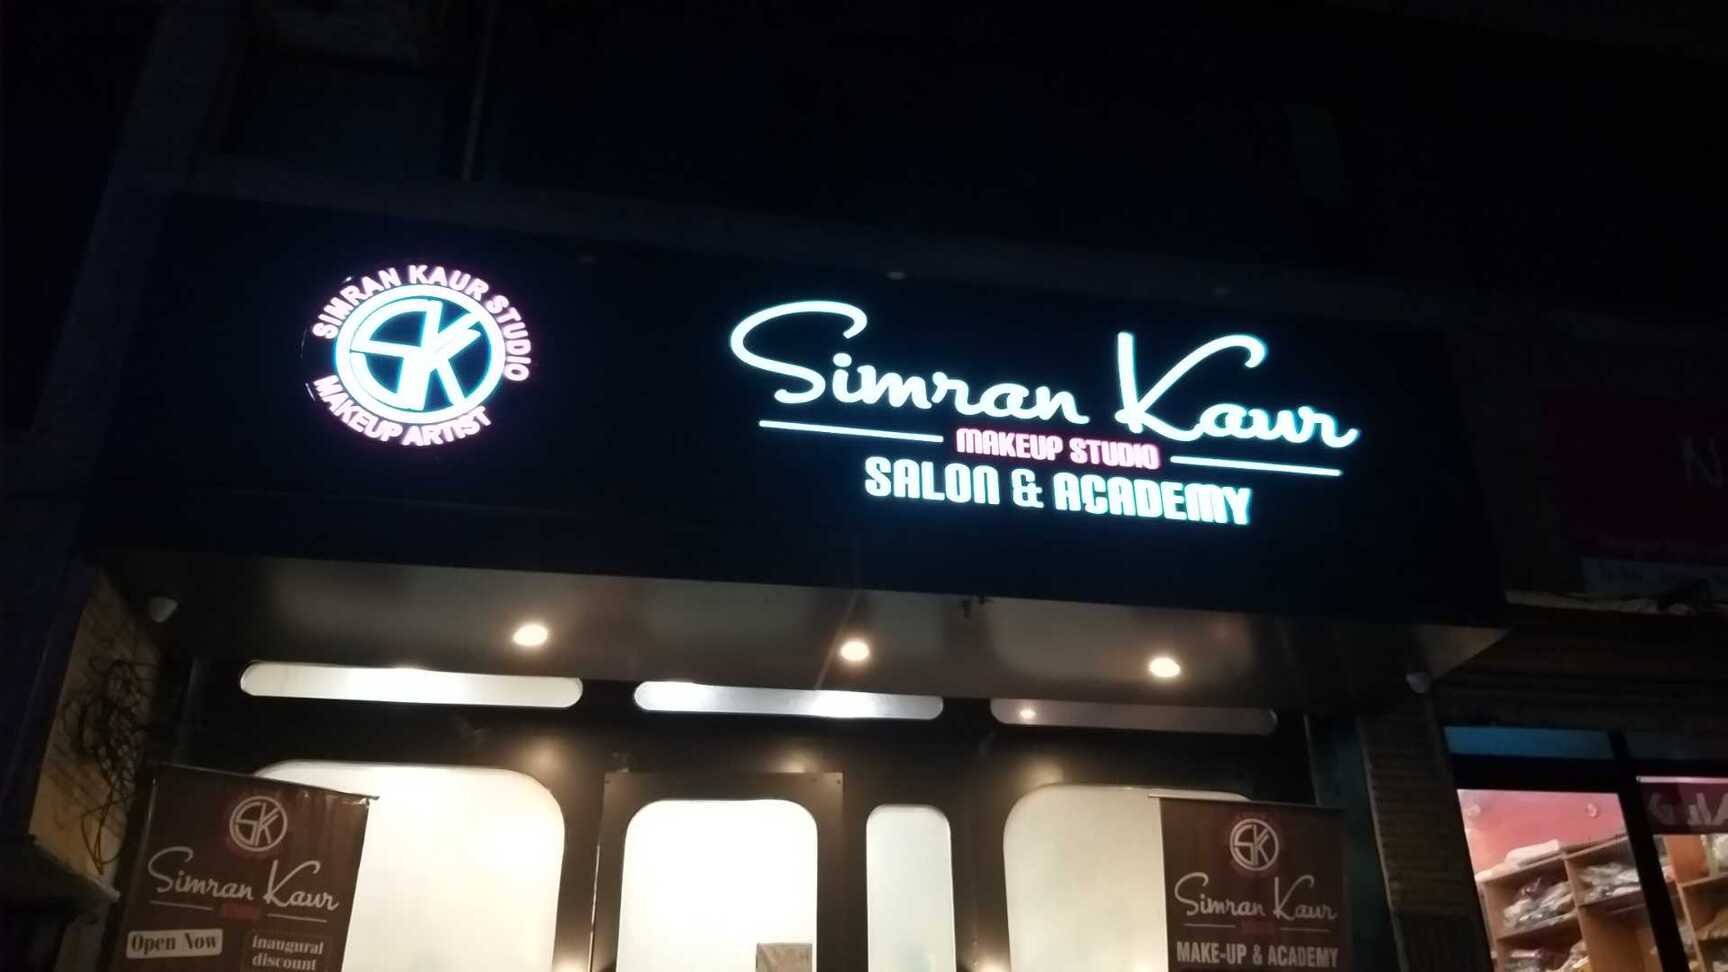 SIMRAN KAUR STUDIO
SK
MAKEUP ARTIST
Simran Kaur
MAKEUP STUDIO
SALON & ACADEMY
SK
Simran Kaur
Open Now
inaugural
discount
SK
Simran Kaur
MAKE-UP & ACADEMY